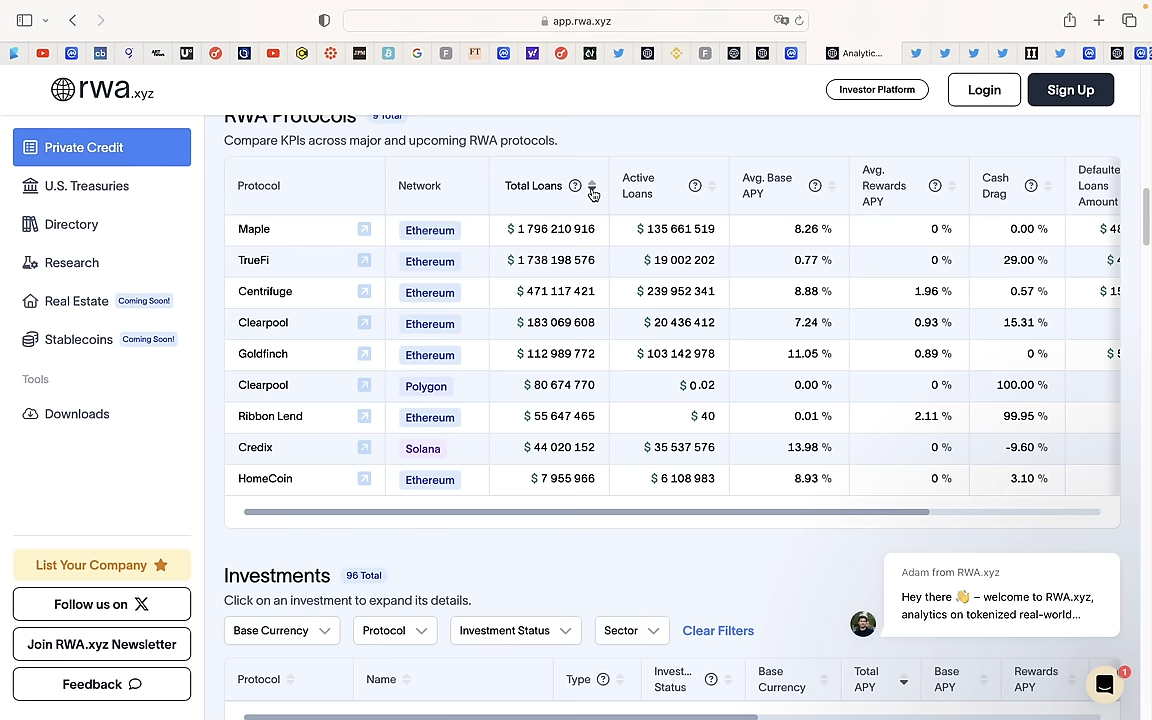 app.rwa.xyz
Analytic...
rwa.xyz
Investor Platform
Login
Sign Up
Private Credit
U.S. Treasuries
Directory
Research
Real Estate Coming Soon!
Stablecoins Coming Soon!
Tools
Downloads
List Your Company
Follow us on X
Join RWA.xyz Newsletter
Feedback
RWA Protocols 9 Total
Compare KPIs across major and upcoming RWA protocols.
Protocol Network Total Loans Active Loans Avg. Base APY Avg. Rewards APY Cash Drag Defaulte Loans Amount
Maple Ethereum $ 1 796 210 916 $ 135 661 519 8.26 % 0 % 0.00 % $ 48
TrueFi Ethereum $ 1 738 198 576 $ 19 002 202 0.77 % 0 % 29.00 % $ 4
Centrifuge Ethereum $ 471 117 421 $ 239 952 341 8.88 % 1.96 % 0.57 % $ 15
Clearpool Ethereum $ 183 069 608 $ 20 436 412 7.24 % 0.93 % 15.31 %
Goldfinch Ethereum $ 112 989 772 $ 103 142 978 11.05 % 0.89 % 0 % $ 5
Clearpool Polygon $ 80 674 770 $ 0.02 0.00 % 0 % 100.00 %
Ribbon Lend Ethereum $ 55 647 465 $ 40 0.01 % 2.11 % 99.95 %
Credix Solana $ 44 020 152 $ 35 537 576 13.98 % 0 % -9.60 %
HomeCoin Ethereum $ 7 955 966 $ 6 108 983 8.93 % 0 % 3.10 %
Investments 96 Total
Click on an investment to expand its details.
Base Currency Protocol Investment Status Sector Clear Filters
Protocol Name Type Invest... Status Base Currency Total APY Base APY Rewards APY
Adam from RWA.xyz
Hey there 👋 – welcome to RWA.xyz,
analytics on tokenized real-world...
1